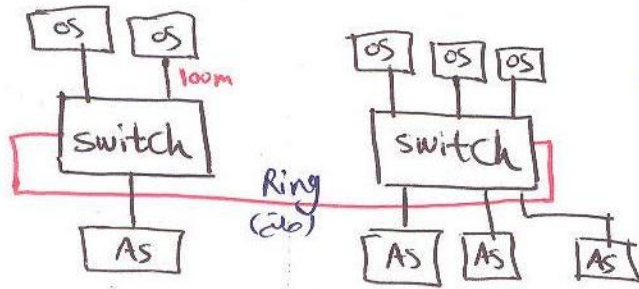 OS OS OS OS OS
100m
switch switch
Ring
AS AS AS AS